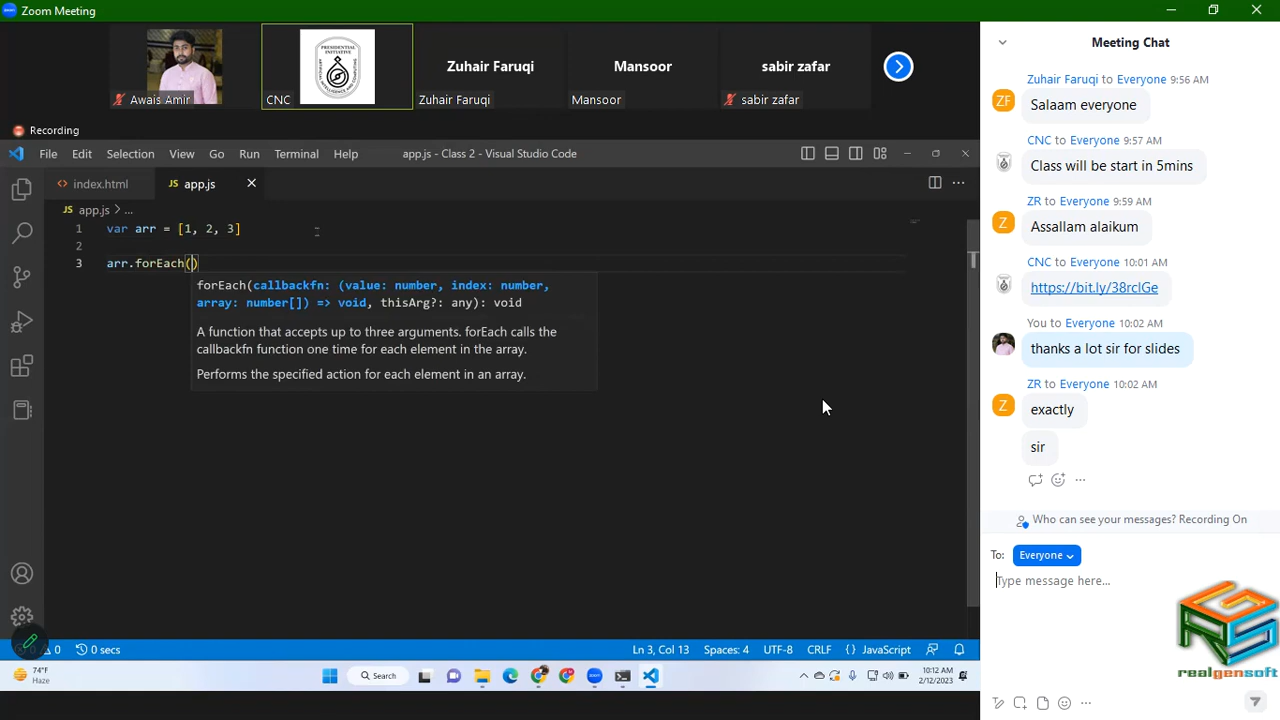 Zoom Meeting
PRESIDENTIAL INITIATIVE
Awais Amir
CNC
Zuhair Faruqi
Zuhair Faruqi
Mansoor
Mansoor
sabir zafar
sabir zafar
Recording
File Edit Selection View Go Run Terminal Help
app.js - Class 2 - Visual Studio Code
index.html
app.js
app.js > ...
1 var arr = [1, 2, 3]
2
3 arr.forEach()
forEach(callbackfn: (value: number, index: number,
array: number[]) => void, thisArg?: any): void
A function that accepts up to three arguments. forEach calls the
callbackfn function one time for each element in the array.
Performs the specified action for each element in an array.
0 0 secs
Ln 3, Col 13 Spaces: 4 UTF-8 CRLF {} JavaScript
74°F
Haze
Search
10:12 AM
2/12/2023
Meeting Chat
Zuhair Faruqi to Everyone 9:56 AM
ZF
Salaam everyone
CNC to Everyone 9:57 AM
Class will be start in 5mins
ZR to Everyone 9:59 AM
Z
Assallam alaikum
CNC to Everyone 10:01 AM
https://bit.ly/38rclGe
You to Everyone 10:02 AM
thanks a lot sir for slides
ZR to Everyone 10:02 AM
Z
exactly
sir
Who can see your messages? Recording On
To: Everyone
Type message here...
realgensoft